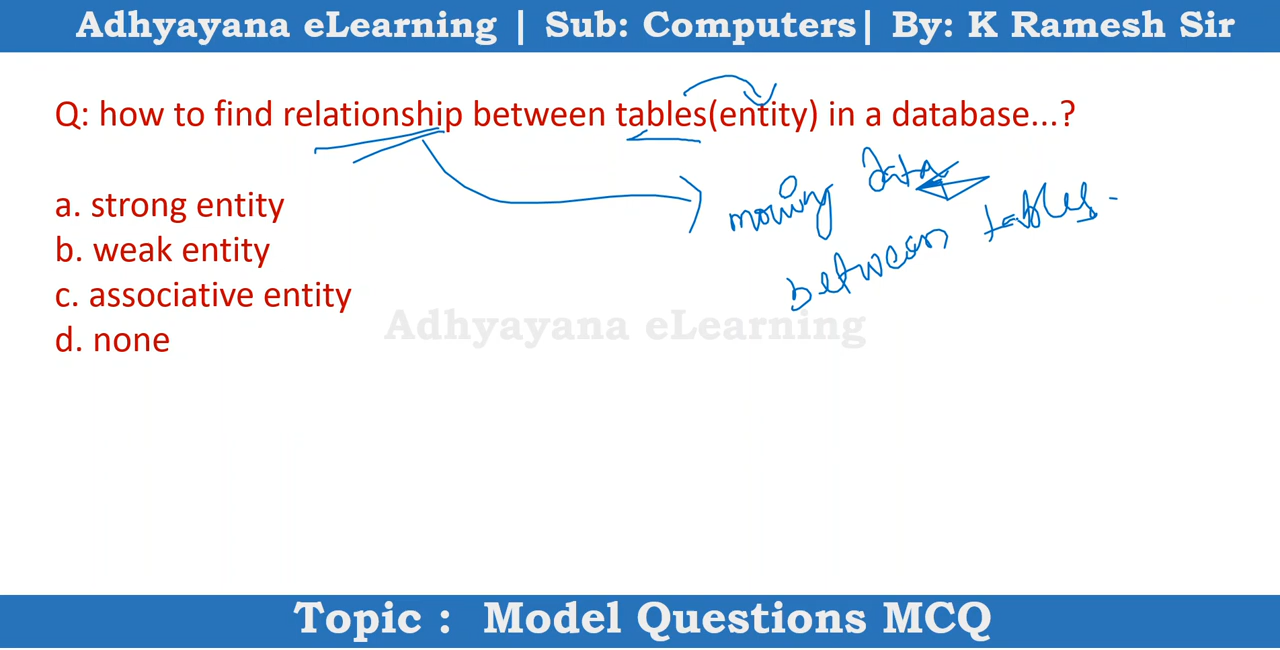 Adhyayana eLearning | Sub: Computers| By: K Ramesh Sir
Q: how to find relationship between tables(entity) in a database...?
a. strong entity
b. weak entity
c. associative entity
d. none
moving data
between tables.
Adhyayana eLearning
Topic : Model Questions MCQ